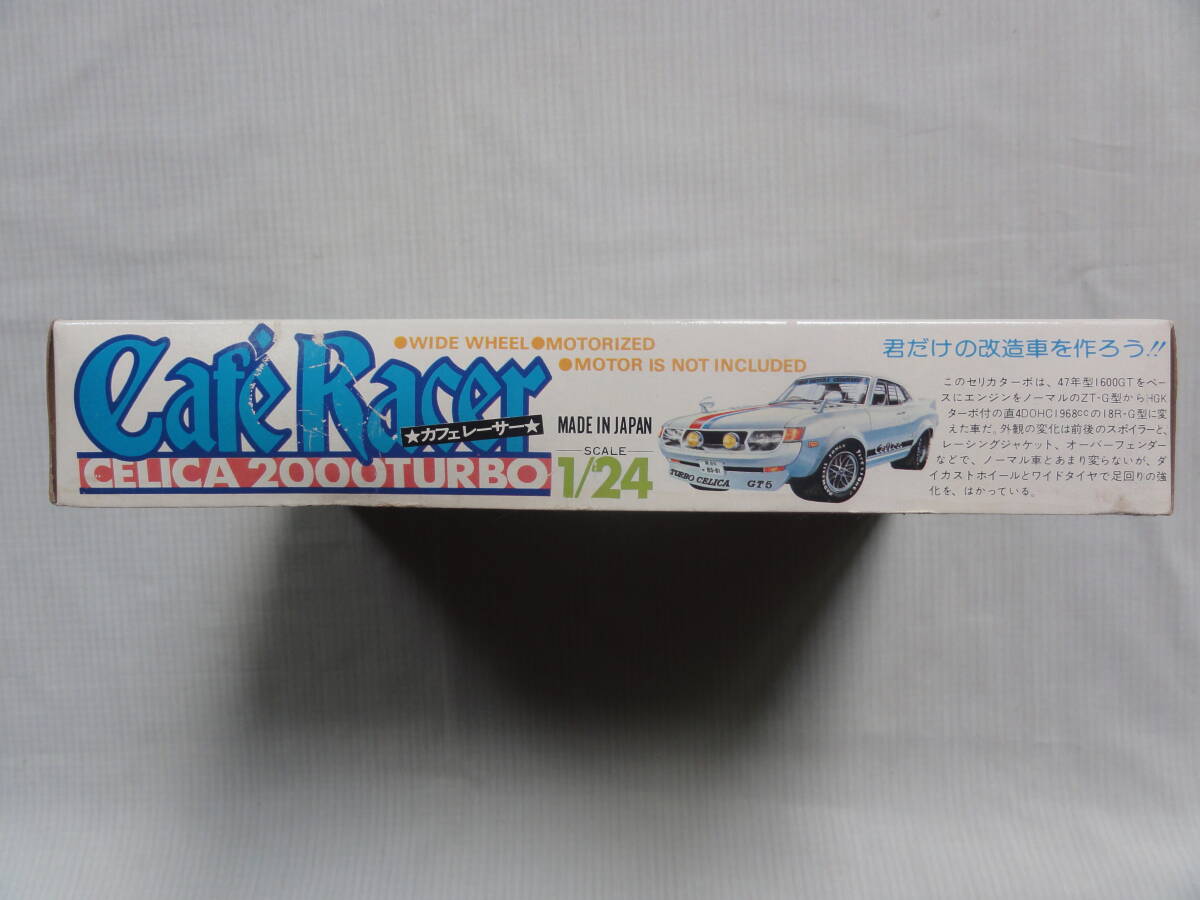 Café Racer
★カフェレーサー★
CELICA 2000TURBO
●WIDE WHEEL●MOTORIZED
●MOTOR IS NOT INCLUDED
MADE IN JAPAN
SCALE
1/24
TURBO CELICA GT5
Celica
君だけの改造車を作ろう!!
このセリカターボは、47年型1600GTをベー
スにエンジンをノーマルのZT-G型からHGK
ターボ付の直4DOHC1968ccの18R-G型に変
えた車だ。外観の変化は前後のスポイラーと、
レーシングジャケット、オーバーフェンダー
などで、ノーマル車とあまり変らないが、ダ
イカストホイールとワイドタイヤで足回りの強
化を、はかっている。